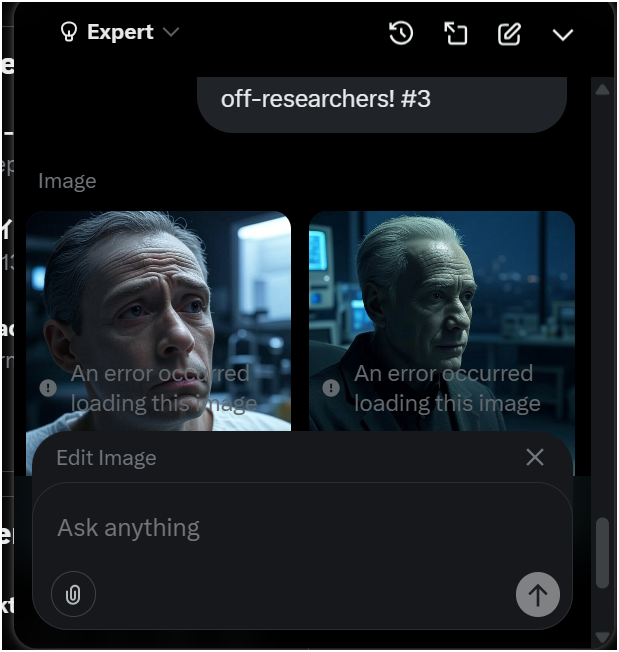 Expert
off-researchers! #3
Image
An error occurred
loading this image
An error occurred
loading this image
Edit Image
Ask anything